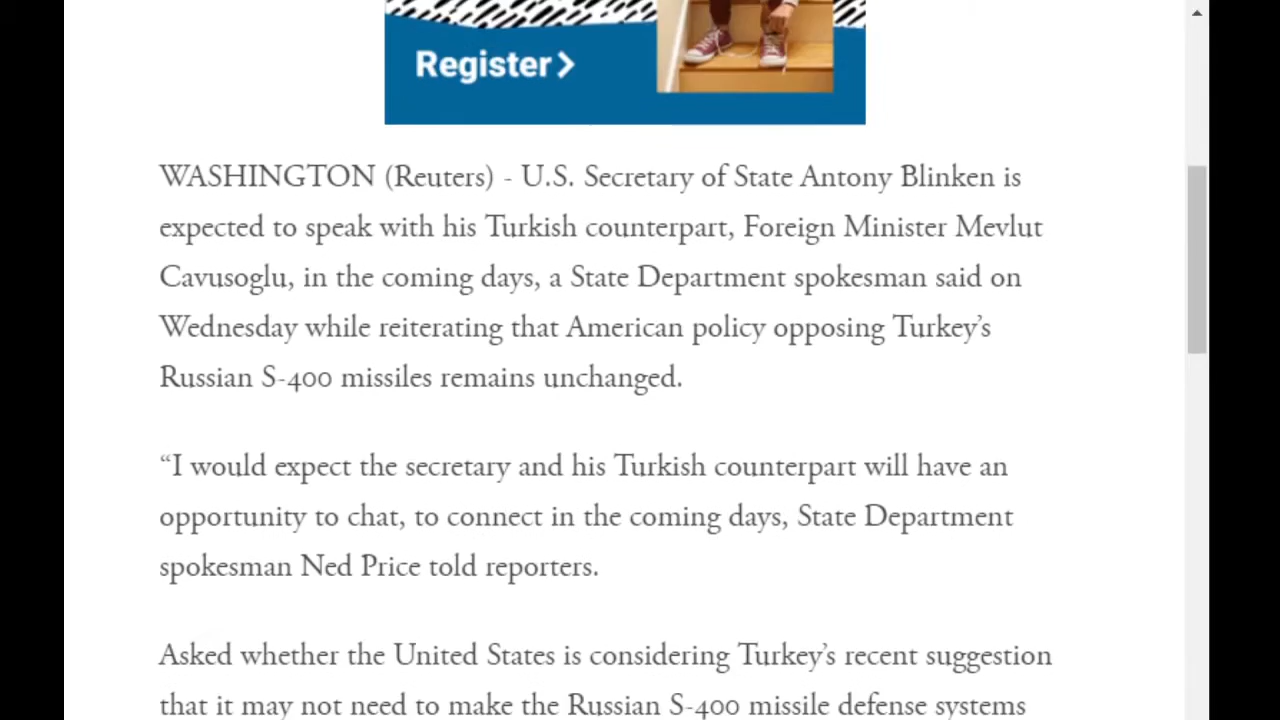 Register
WASHINGTON (Reuters) - U.S. Secretary of State Antony Blinken is
expected to speak with his Turkish counterpart, Foreign Minister Mevlut
Cavusoglu, in the coming days, a State Department spokesman said on
Wednesday while reiterating that American policy opposing Turkey’s
Russian S-400 missiles remains unchanged.
“I would expect the secretary and his Turkish counterpart will have an
opportunity to chat, to connect in the coming days, State Department
spokesman Ned Price told reporters.
Asked whether the United States is considering Turkey’s recent suggestion
that it may not need to make the Russian S-400 missile defense systems